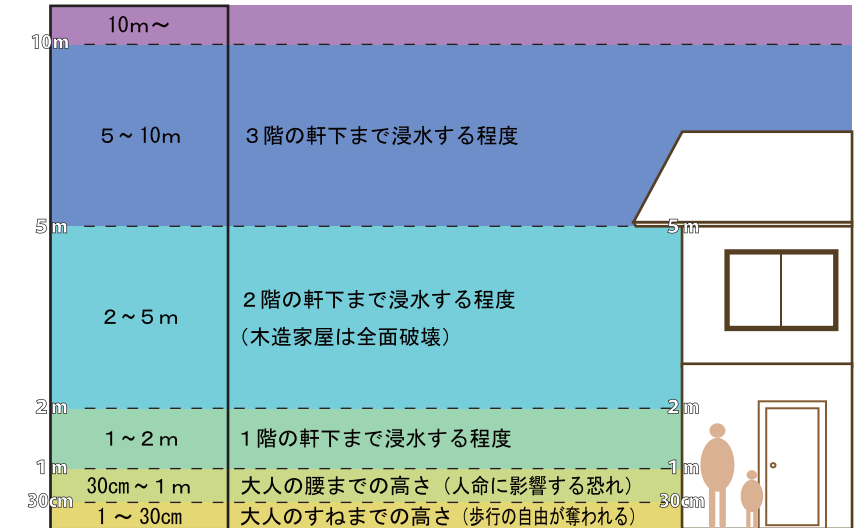 10m～
10m
5～10m ３階の軒下まで浸水する程度
5m 5m
2～5m ２階の軒下まで浸水する程度
（木造家屋は全面破壊）
2m 2m
1～2m １階の軒下まで浸水する程度
1m 1m
30cm～1m 大人の腰までの高さ（人命に影響する恐れ）
30cm 30cm
1～30cm 大人のすねまでの高さ（歩行の自由が奪われる）